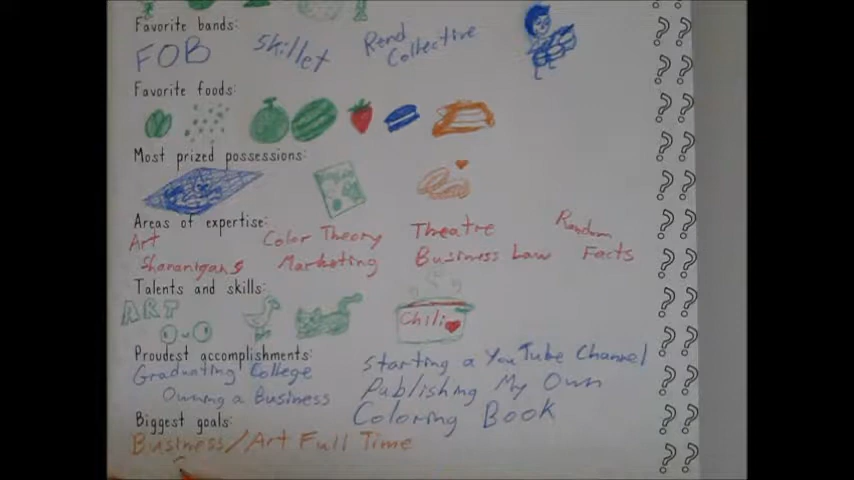 Favorite bands:
FOB Skillet Rend Collective
Favorite foods:
Most prized possessions:
Areas of expertise:
Art Color Theory Theatre Random Facts
Shananigans Marketing Business Law
Talents and skills:
ART
Chili
Proudest accomplishments:
Graduating College
Owning a Business
Starting a YouTube Channel
Publishing My Own
Coloring Book
Biggest goals:
Business/Art Full Time